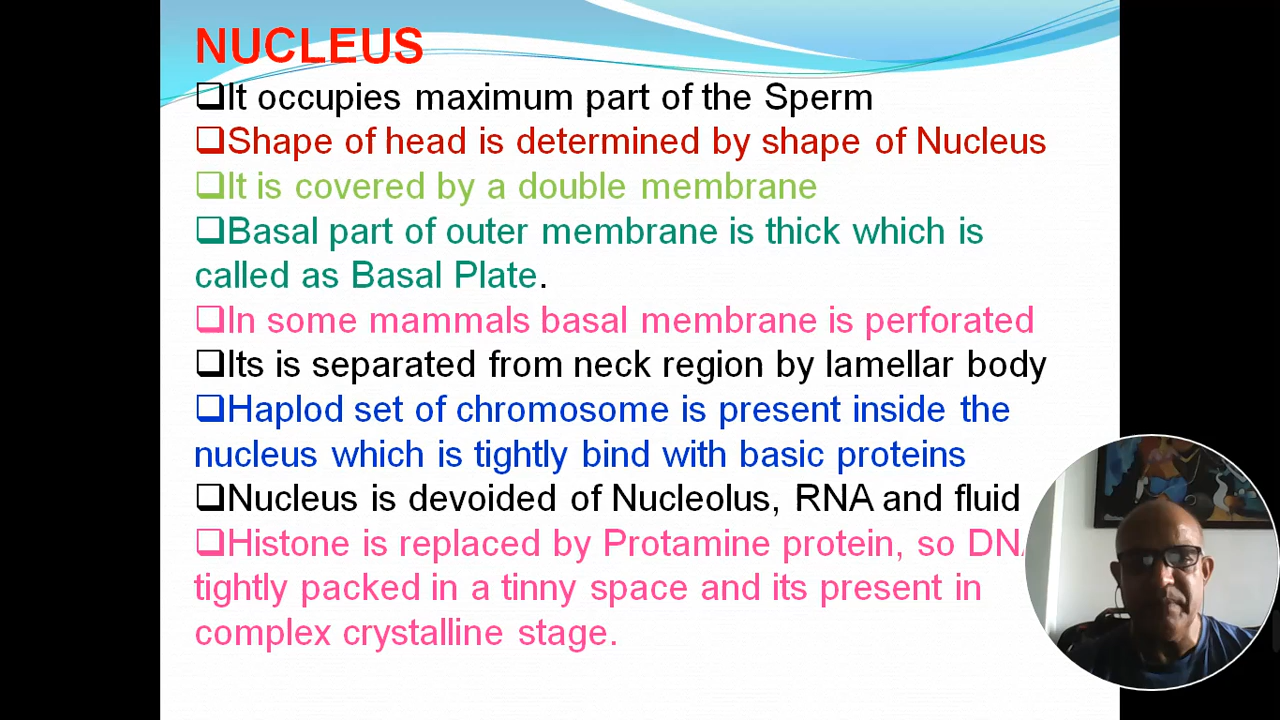 NUCLEUS
❑It occupies maximum part of the Sperm
❑Shape of head is determined by shape of Nucleus
❑It is covered by a double membrane
❑Basal part of outer membrane is thick which is
called as Basal Plate.
❑In some mammals basal membrane is perforated
❑Its is separated from neck region by lamellar body
❑Haplod set of chromosome is present inside the
nucleus which is tightly bind with basic proteins
❑Nucleus is devoided of Nucleolus, RNA and fluid
❑Histone is replaced by Protamine protein, so DNA
tightly packed in a tinny space and its present in
complex crystalline stage.